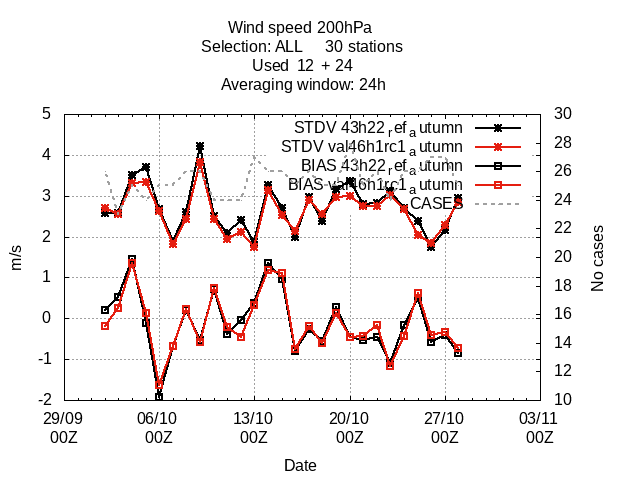 Wind speed 200hPa
Selection: ALL 30 stations
Used 12 + 24
Averaging window: 24h
STDV 43h22_ref_autumn
STDV val46h1rc1_autumn
BIAS 43h22_ref_autumn
BIAS val46h1rc1_autumn
CASES
5
4
3
2
1
0
-1
-2
m/s
30
28
26
24
22
20
18
16
14
12
10
No cases
29/09 06/10 13/10 20/10 27/10 03/11
00Z 00Z 00Z 00Z 00Z 00Z
Date